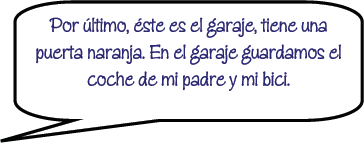 Por último, éste es el garaje, tiene una
puerta naranja. En el garaje guardamos el
coche de mi padre y mi bici.